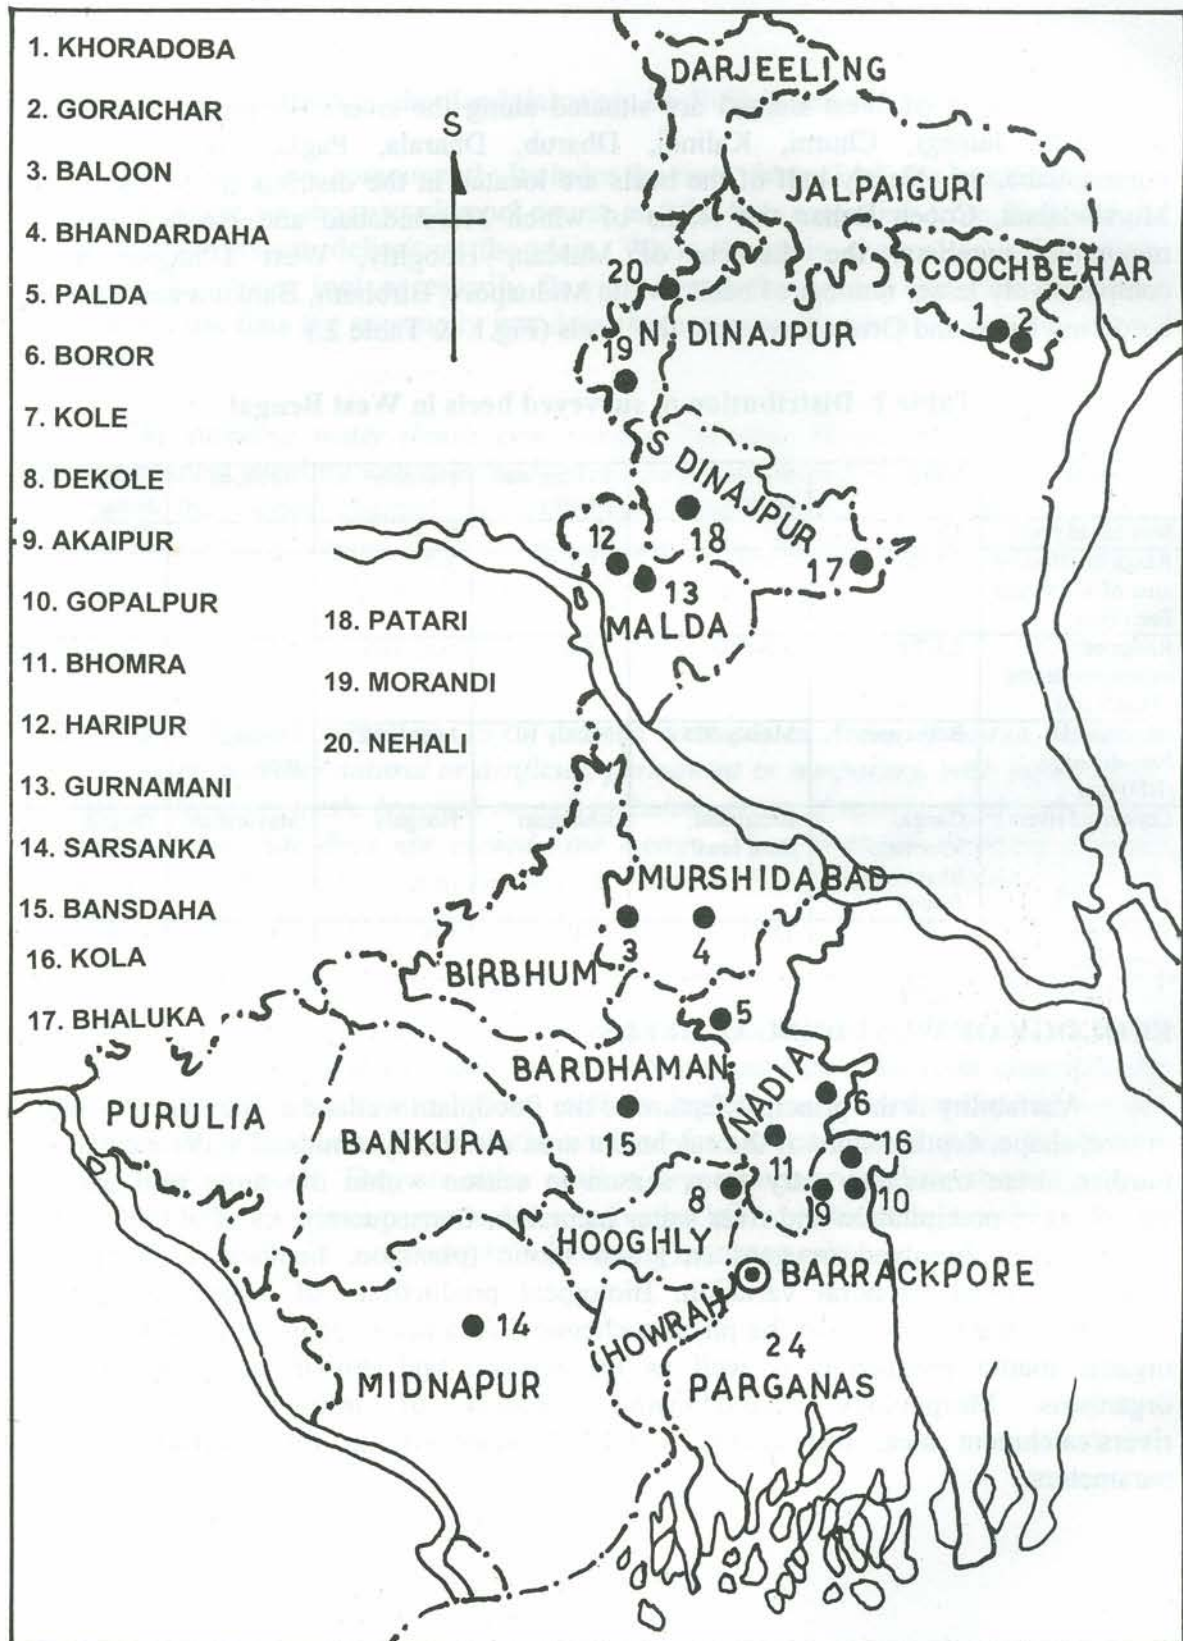 1. KHORADOBA
2. GORAICHAR
3. BALOON
4. BHANDARDAHA
5. PALDA
6. BOROR
7. KOLE
8. DEKOLE
9. AKAIPUR
10. GOPALPUR
11. BHOMRA
12. HARIPUR
13. GURNAMANI
14. SARSANKA
15. BANSDAHA
16. KOLA
17. BHALUKA
18. PATARI
19. MORANDI
20. NEHALI
S
DARJEELING
JALPAIGURI
COOCHBEHAR
20
1 2
N. DINAJPUR
19
S DINAJPUR
18
12
17
13
MALDA
MURSHIDABAD
3 4
BIRBHUM
5
BARDHAMAN
NADIA
6
PURULIA
BANKURA
15
11
16
8
9
10
HOOGHLY
BARRACKPORE
HOWRAH
14
24
PARGANAS
MIDNAPUR